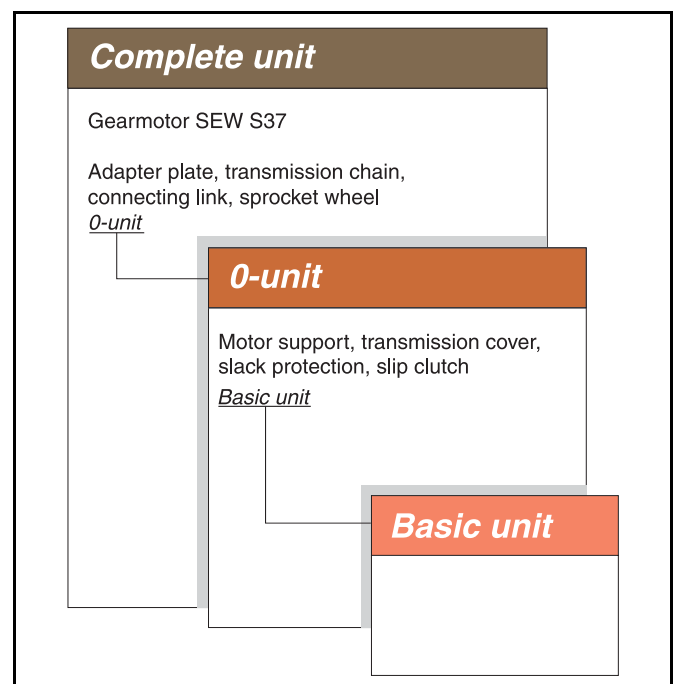 Complete unit
Gearmotor SEW S37
Adapter plate, transmission chain,
connecting link, sprocket wheel
0-unit
0-unit
Motor support, transmission cover,
slack protection, slip clutch
Basic unit
Basic unit